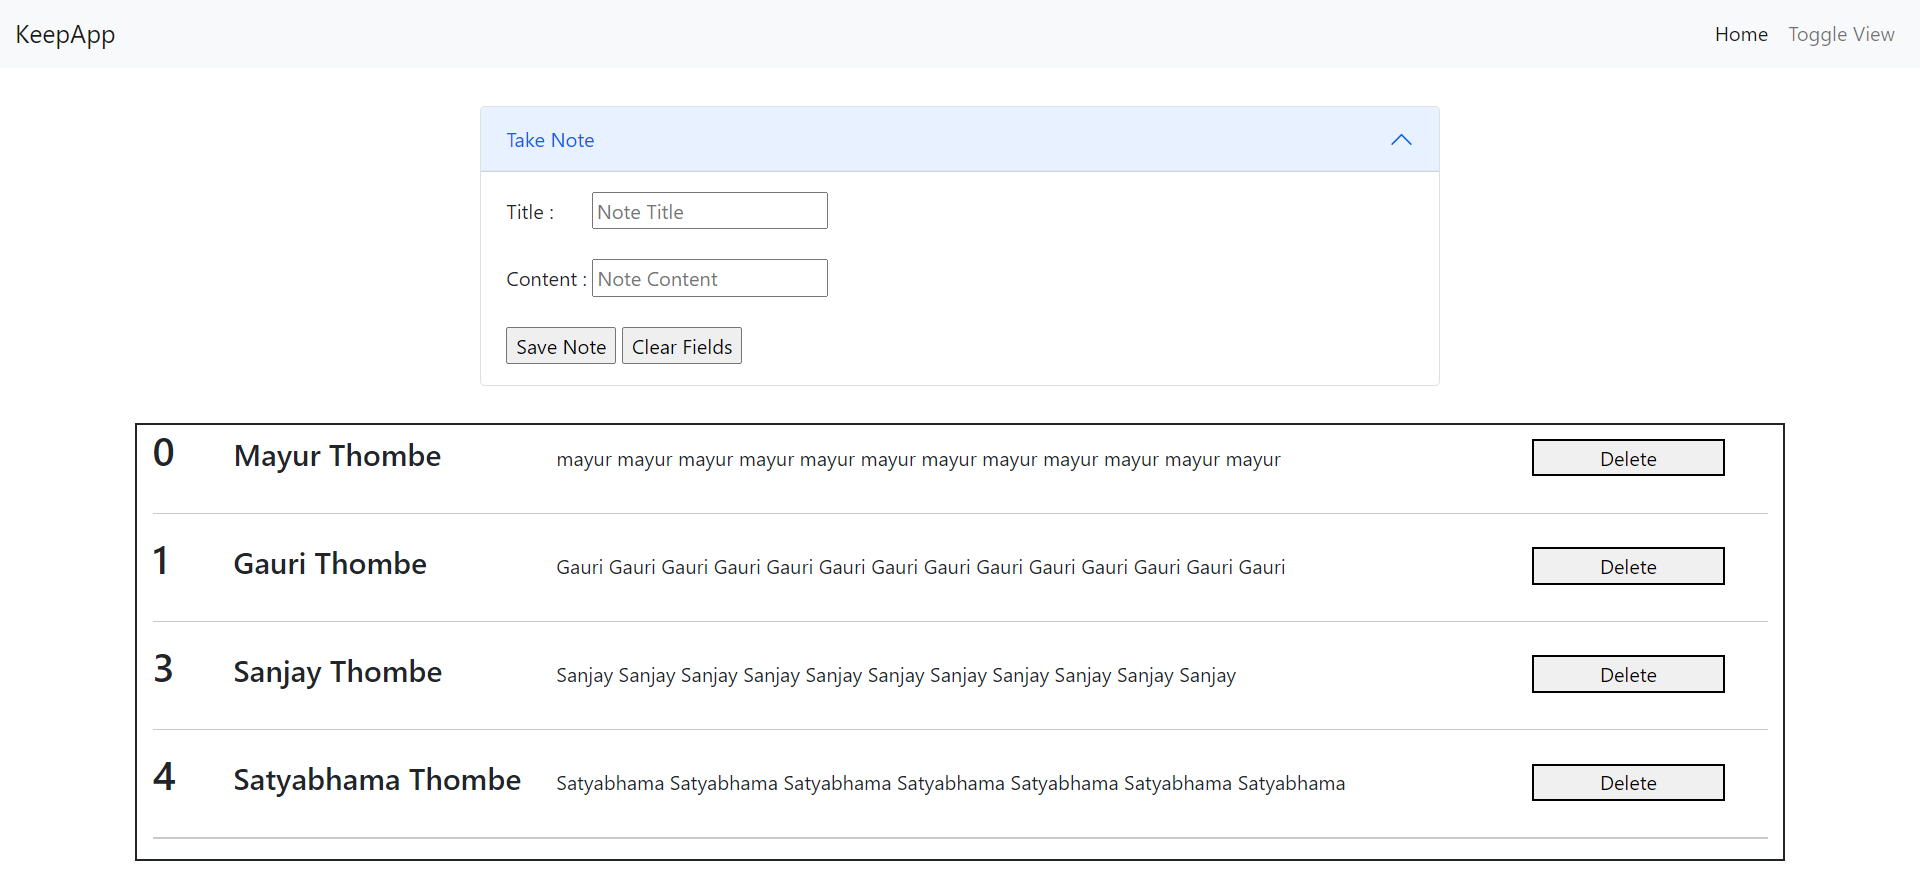 KeepApp Home Toggle View
Take Note
Title : Note Title
Content : Note Content
Save Note Clear Fields
0 Mayur Thombe mayur mayur mayur mayur mayur mayur mayur mayur mayur mayur mayur mayur Delete
1 Gauri Thombe Gauri Gauri Gauri Gauri Gauri Gauri Gauri Gauri Gauri Gauri Gauri Gauri Gauri Gauri Delete
3 Sanjay Thombe Sanjay Sanjay Sanjay Sanjay Sanjay Sanjay Sanjay Sanjay Sanjay Sanjay Sanjay Delete
4 Satyabhama Thombe Satyabhama Satyabhama Satyabhama Satyabhama Satyabhama Satyabhama Satyabhama Delete